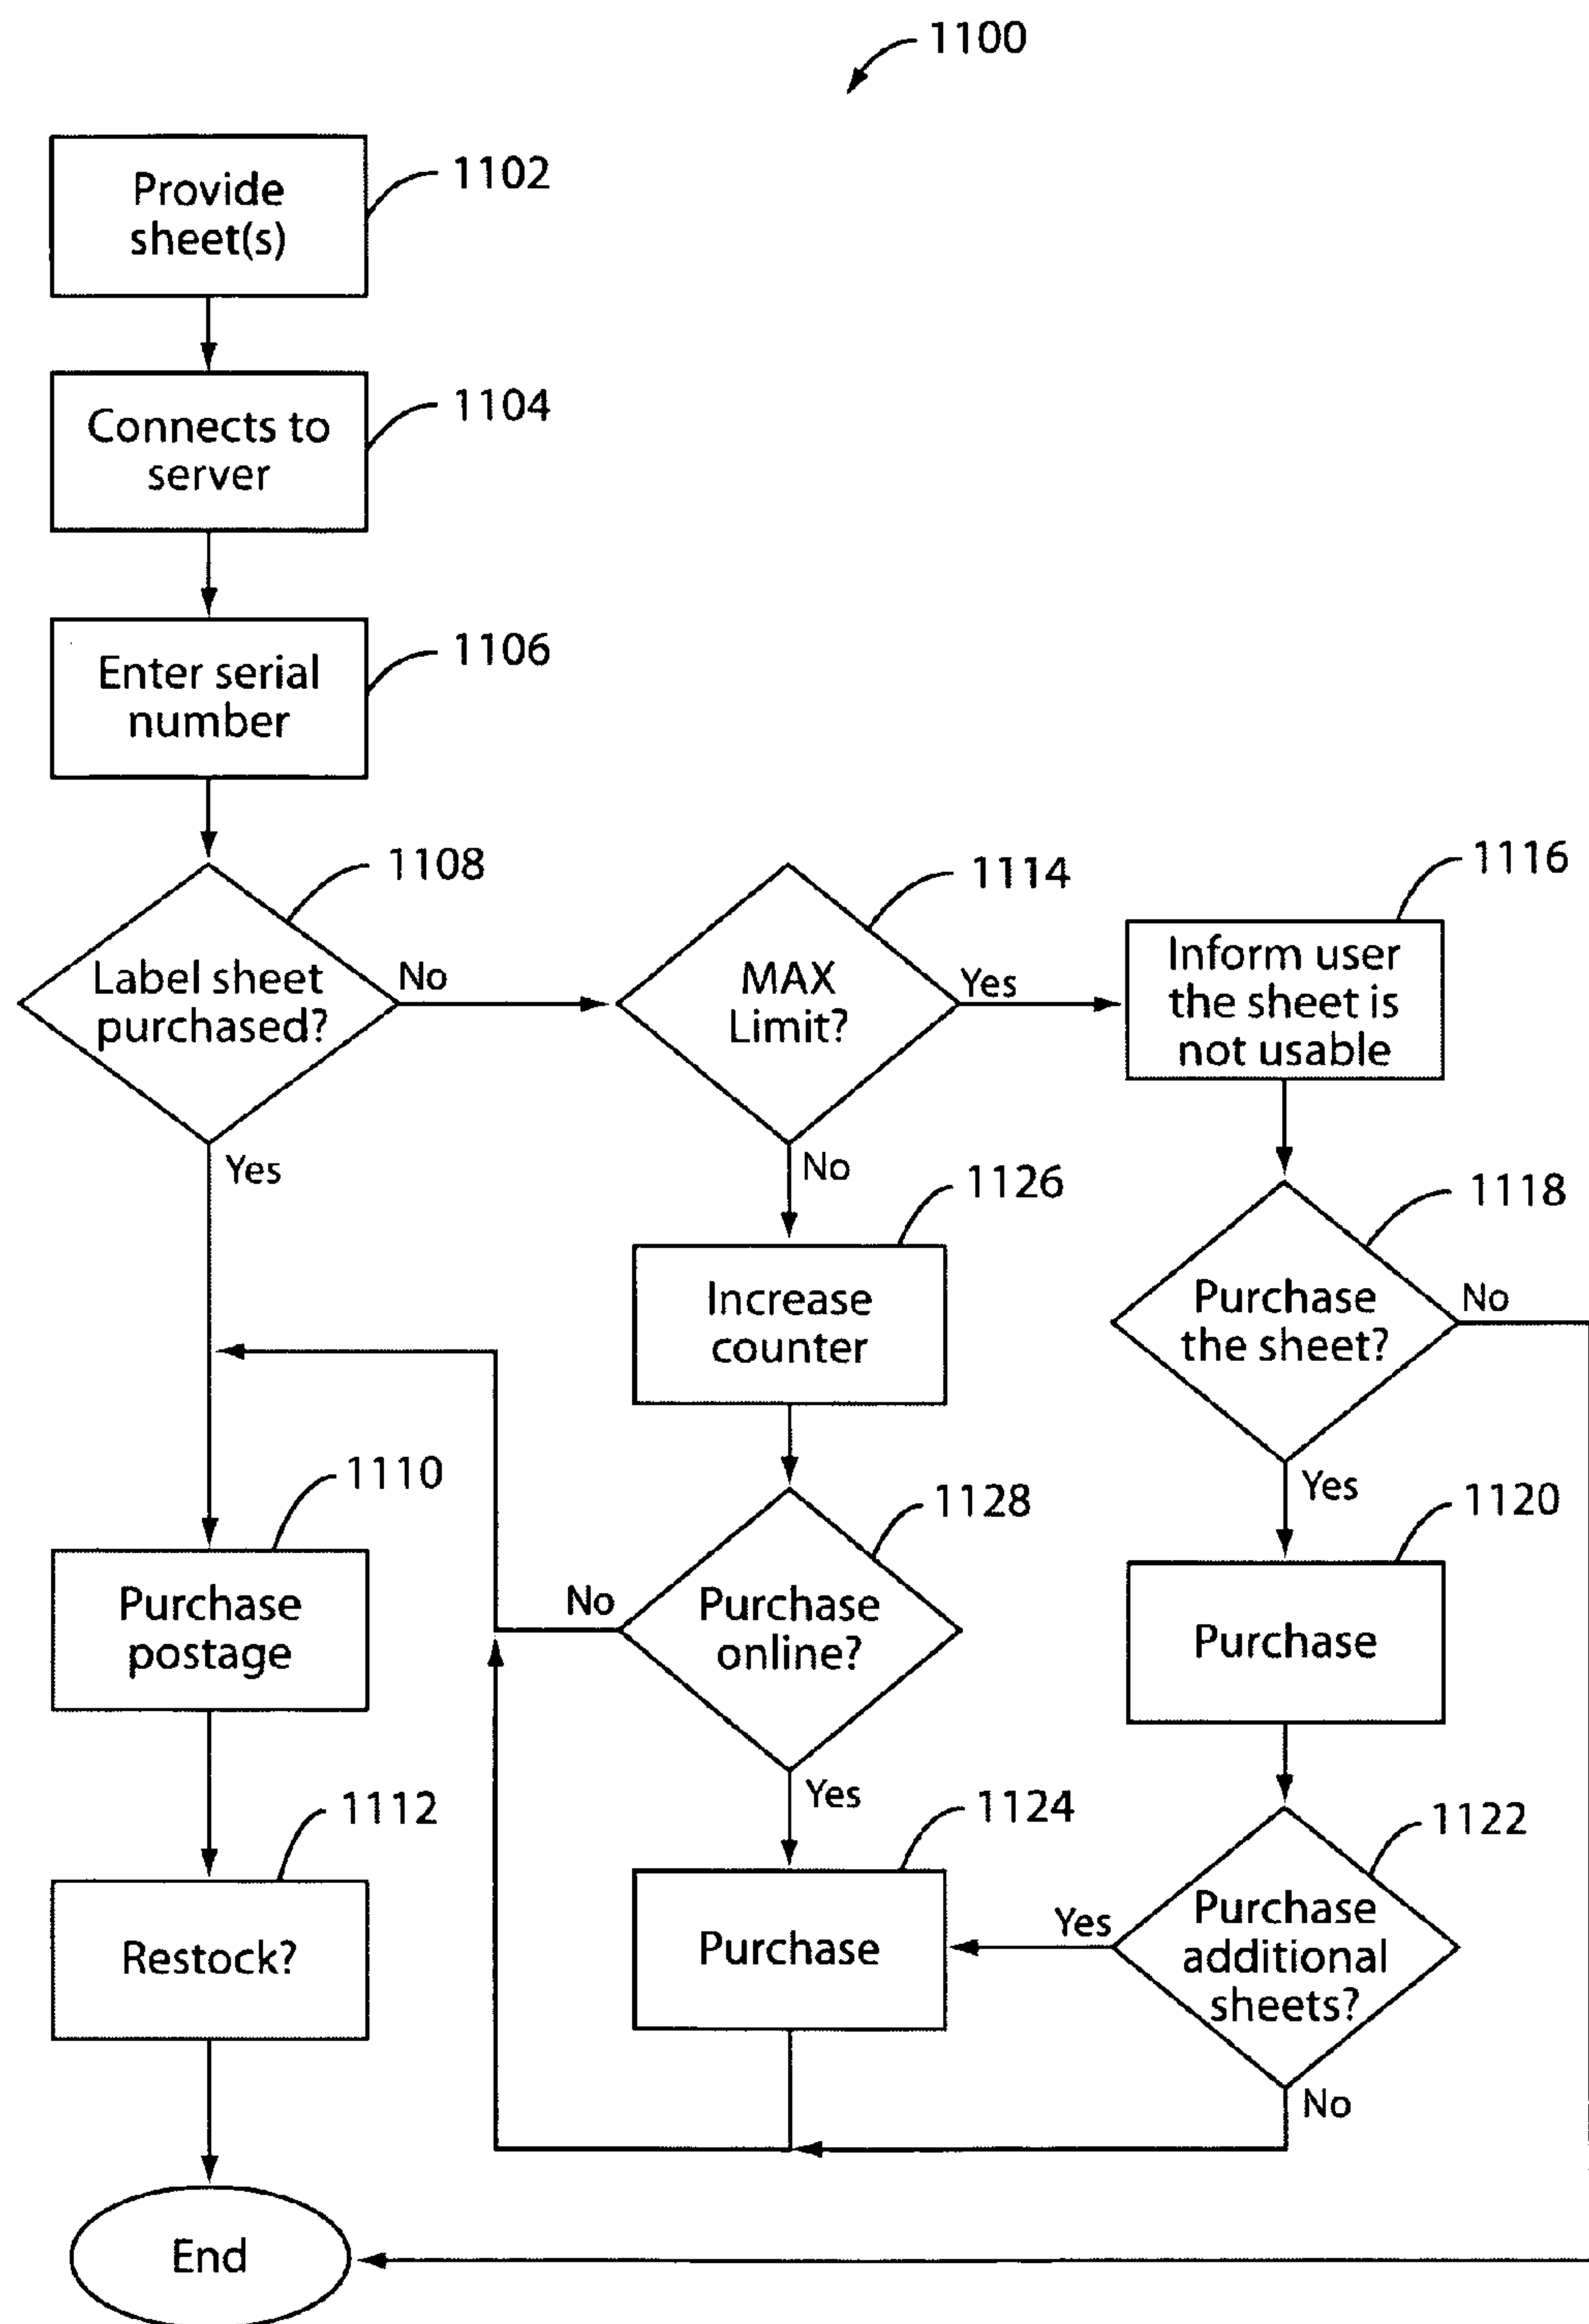 1100
Provide
sheet(s)
1102
Connects to
server
1104
Enter serial
number
1106
Label sheet
purchased?
1108
No
Yes
MAX
Limit?
1114
Yes
No
Inform user
the sheet is
not usable
1116
Increase
counter
1126
Purchase
the sheet?
1118
No
Yes
Purchase
postage
1110
Purchase
online?
1128
No
Yes
Purchase
1120
Restock?
1112
Purchase
1124
Purchase
additional
sheets?
1122
Yes
No
End